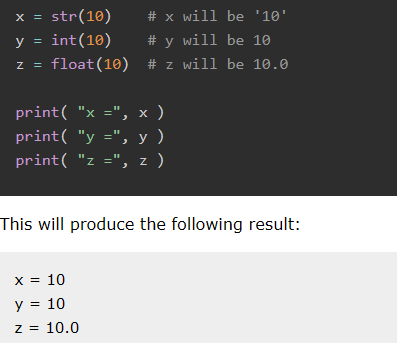 x = str(10)    # x will be '10'
y = int(10)    # y will be 10
z = float(10)  # z will be 10.0
print( "x =", x )
print( "y =", y )
print( "z =", z )
This will produce the following result:
x = 10
y = 10
z = 10.0